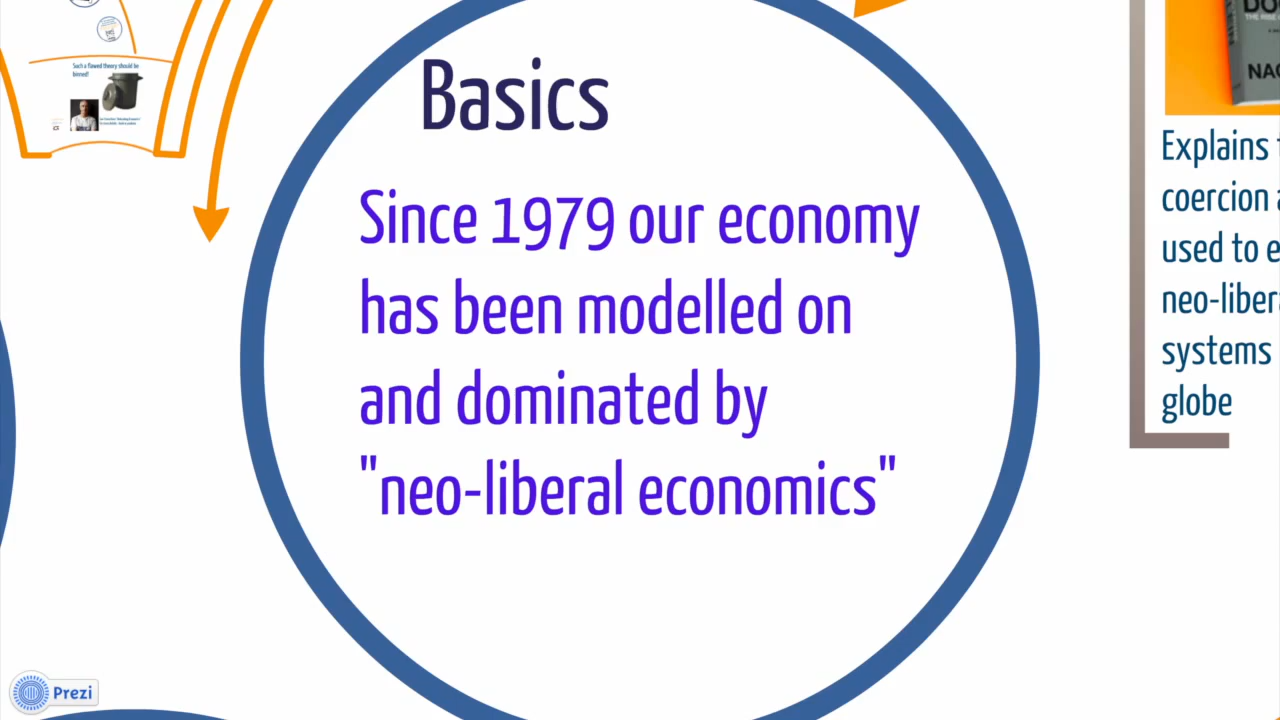 Such a flawed theory should be
binned!
Basics
Since 1979 our economy
has been modelled on
and dominated by
"neo-liberal economics"
Explains
coercion
used to e
neo-liber
systems
globe
Prezi